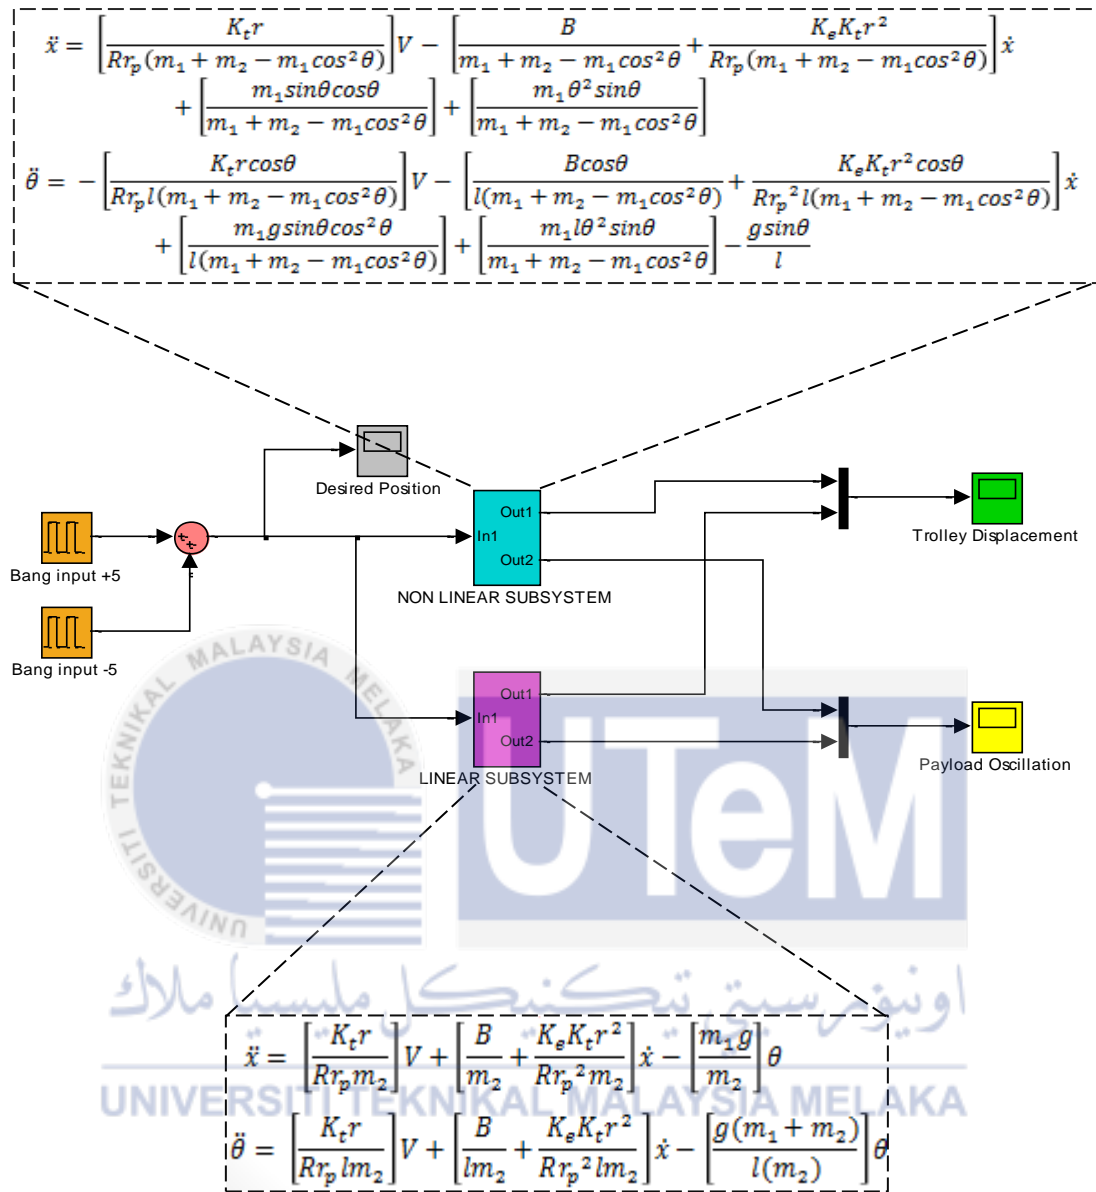 ẍ = [K_t r / R r_p (m_1 + m_2 − m_1 cos²θ)] V − [B / m_1 + m_2 − m_1 cos²θ + K_e K_t r² / R r_p (m_1 + m_2 − m_1 cos²θ)] ẋ
+ [m_1 sinθcosθ / m_1 + m_2 − m_1 cos²θ] + [m_1 θ² sinθ / m_1 + m_2 − m_1 cos²θ]
θ̈ = − [K_t r cosθ / R r_p l(m_1 + m_2 − m_1 cos²θ)] V − [B cosθ / l(m_1 + m_2 − m_1 cos²θ) + K_e K_t r² cosθ / R r_p² l(m_1 + m_2 − m_1 cos²θ)] ẋ
+ [m_1 g sinθcos²θ / l(m_1 + m_2 − m_1 cos²θ)] + [m_1 lθ² sinθ / m_1 + m_2 − m_1 cos²θ] − g sinθ / l
Desired Position
Out1
In1
Out2
NON LINEAR SUBSYSTEM
Trolley Displacement
Bang input +5
Bang input -5
Out1
In1
Out2
LINEAR SUBSYSTEM
Payload Oscillation
UNIVERSITI TEKNIKAL MALAYSIA MELAKA
UTeM
اونيۏرسيتي تيكنيكل مليسيا ملاك
UNIVERSITI TEKNIKAL MALAYSIA MELAKA
ẍ = [K_t r / R r_p m_2] V + [B / m_2 + K_e K_t r² / R r_p² m_2] ẋ − [m_1 g / m_2] θ
θ̈ = [K_t r / R r_p l m_2] V + [B / l m_2 + K_e K_t r² / R r_p² l m_2] ẋ − [g(m_1 + m_2) / l(m_2)] θ